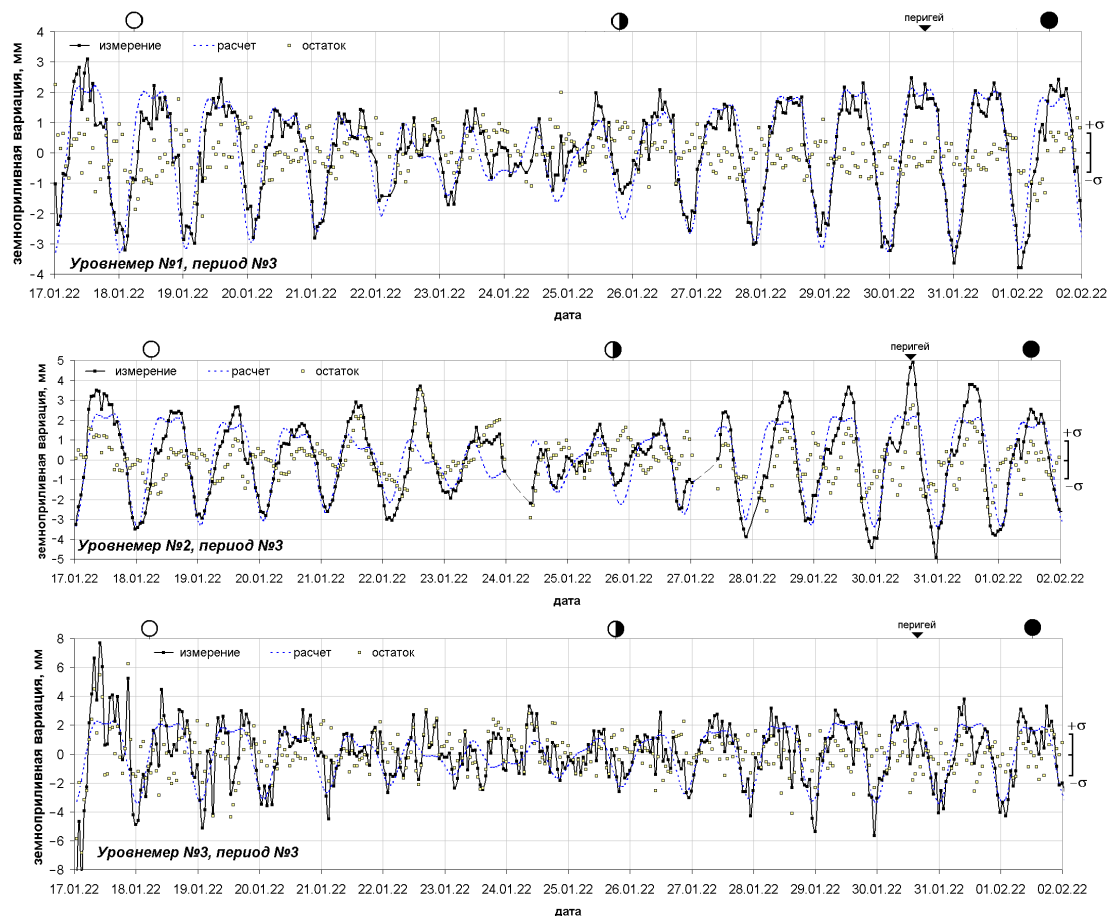 перигей
земноприливная вариация, мм
4
3
2
1
0
−1
−2
−3
−4
измерение расчет остаток
+σ
−σ
Уровнемер №1, период №3
17.01.22 18.01.22 19.01.22 20.01.22 21.01.22 22.01.22 23.01.22 24.01.22 25.01.22 26.01.22 27.01.22 28.01.22 29.01.22 30.01.22 31.01.22 01.02.22 02.02.22
дата
перигей
земноприливная вариация, мм
5
4
3
2
1
0
−1
−2
−3
−4
−5
измерение расчет остаток
+σ
−σ
Уровнемер №2, период №3
17.01.22 18.01.22 19.01.22 20.01.22 21.01.22 22.01.22 23.01.22 24.01.22 25.01.22 26.01.22 27.01.22 28.01.22 29.01.22 30.01.22 31.01.22 01.02.22 02.02.22
дата
перигей
земноприливная вариация, мм
8
6
4
2
0
−2
−4
−6
−8
измерение расчет остаток
+σ
−σ
Уровнемер №3, период №3
17.01.22 18.01.22 19.01.22 20.01.22 21.01.22 22.01.22 23.01.22 24.01.22 25.01.22 26.01.22 27.01.22 28.01.22 29.01.22 30.01.22 31.01.22 01.02.22 02.02.22
дата